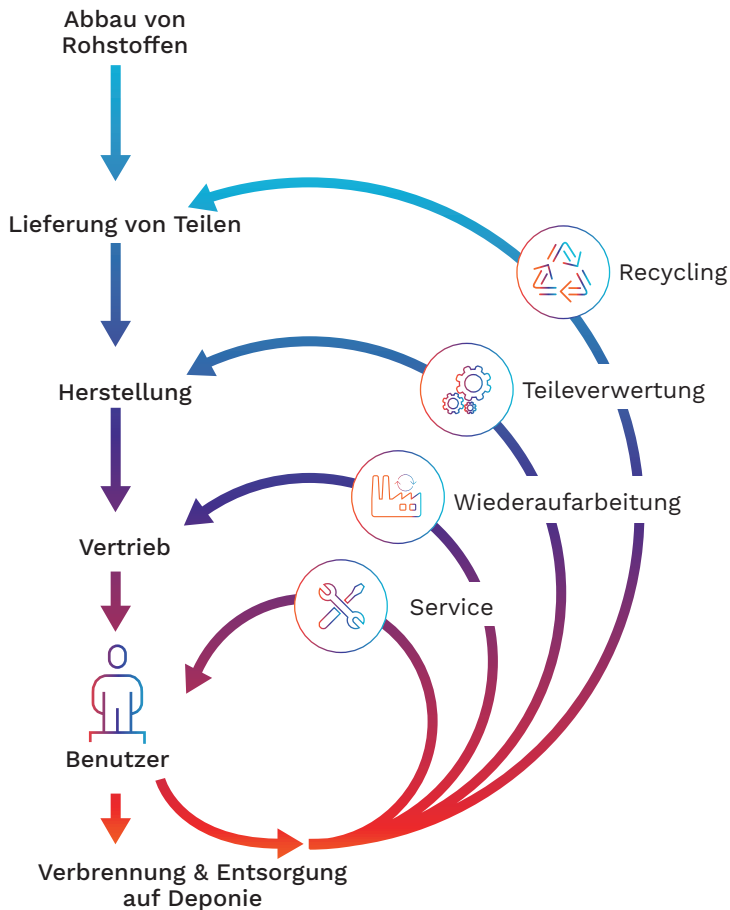 Abbau von
Rohstoffen
Lieferung von Teilen
Recycling
Herstellung
Teileverwertung
Wiederaufarbeitung
Vertrieb
Service
Benutzer
Verbrennung & Entsorgung
auf Deponie